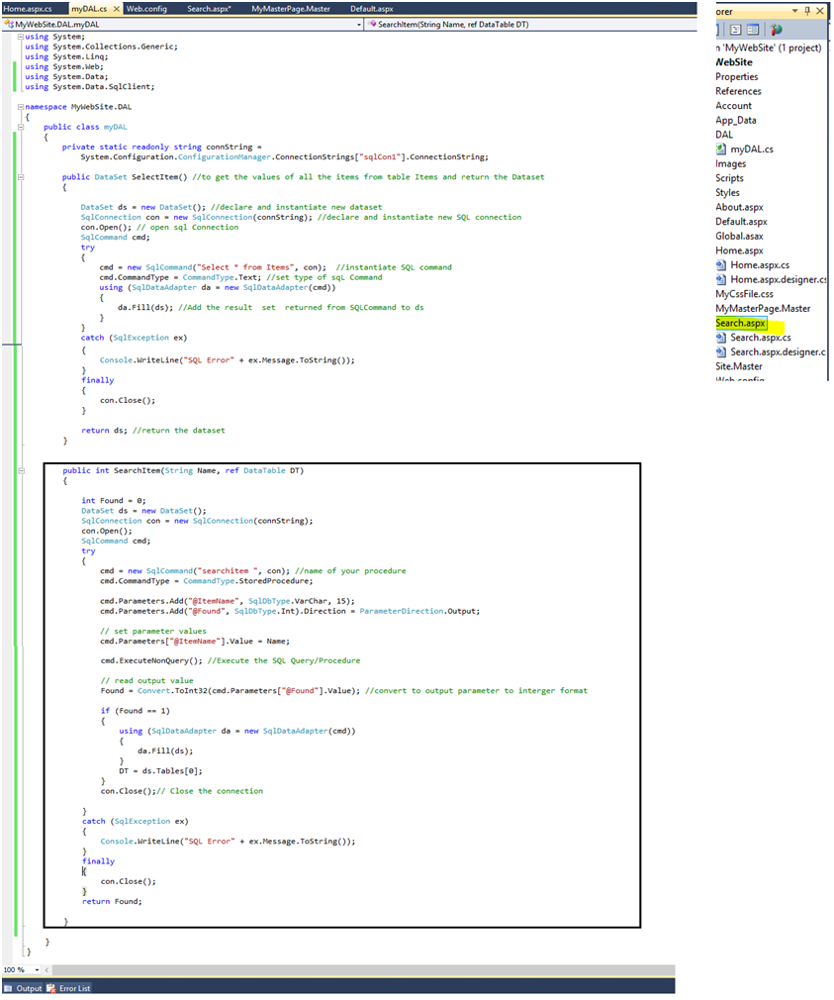 Home.aspx.cs myDAL.cs Web.config Search.aspx* MyMasterPage.Master Default.aspx
MyWebSite.DAL.myDAL SearchItem(String Name, ref DataTable DT)
using System;
using System.Collections.Generic;
using System.Linq;
using System.Web;
using System.Data;
using System.Data.SqlClient;
namespace MyWebSite.DAL
{
public class myDAL
{
private static readonly string connString =
System.Configuration.ConfigurationManager.ConnectionStrings["sqlCon1"].ConnectionString;
public DataSet SelectItem() //to get the values of all the items from table Items and return the Dataset
{
DataSet ds = new DataSet(); //declare and instantiate new dataset
SqlConnection con = new SqlConnection(connString); //declare and instantiate new SQL connection
con.Open(); // open sql Connection
SqlCommand cmd;
try
{
cmd = new SqlCommand("Select * from Items", con); //instantiate SQL command
cmd.CommandType = CommandType.Text; //set type of sqL Command
using (SqlDataAdapter da = new SqlDataAdapter(cmd))
{
da.Fill(ds); //Add the result set returned from SQLCommand to ds
}
}
catch (SqlException ex)
{
Console.WriteLine("SQL Error" + ex.Message.ToString());
}
finally
{
con.Close();
}
return ds; //return the dataset
}
public int SearchItem(String Name, ref DataTable DT)
{
int Found = 0;
DataSet ds = new DataSet();
SqlConnection con = new SqlConnection(connString);
con.Open();
SqlCommand cmd;
try
{
cmd = new SqlCommand("searchitem ", con); //name of your procedure
cmd.CommandType = CommandType.StoredProcedure;
cmd.Parameters.Add("@ItemName", SqlDbType.VarChar, 15);
cmd.Parameters.Add("@Found", SqlDbType.Int).Direction = ParameterDirection.Output;
// set parameter values
cmd.Parameters["@ItemName"].Value = Name;
cmd.ExecuteNonQuery(); //Execute the SQL Query/Procedure
// read output value
Found = Convert.ToInt32(cmd.Parameters["@Found"].Value); //convert to output parameter to interger format
if (Found == 1)
{
using (SqlDataAdapter da = new SqlDataAdapter(cmd))
{
da.Fill(ds);
}
DT = ds.Tables[0];
}
con.Close();// Close the connection
}
catch (SqlException ex)
{
Console.WriteLine("SQL Error" + ex.Message.ToString());
}
finally
{
con.Close();
}
return Found;
}
}
}
100 %
Output Error List
orer
n 'MyWebSite' (1 project)
WebSite
Properties
References
Account
App_Data
DAL
myDAL.cs
Images
Scripts
Styles
About.aspx
Default.aspx
Global.asax
Home.aspx
Home.aspx.cs
Home.aspx.designer.cs
MyCssFile.css
MyMasterPage.Master
Search.aspx
Search.aspx.cs
Search.aspx.designer.c
Site.Master
Web.config